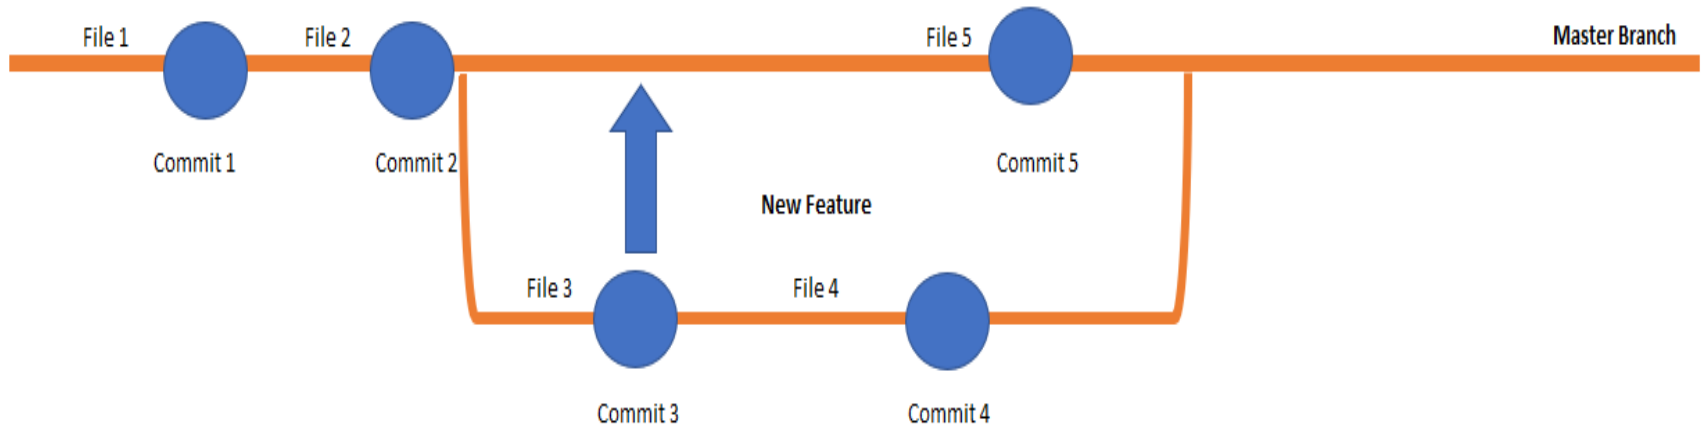 File 1
File 2
File 5
Master Branch
Commit 1
Commit 2
Commit 5
New Feature
File 3
File 4
Commit 3
Commit 4